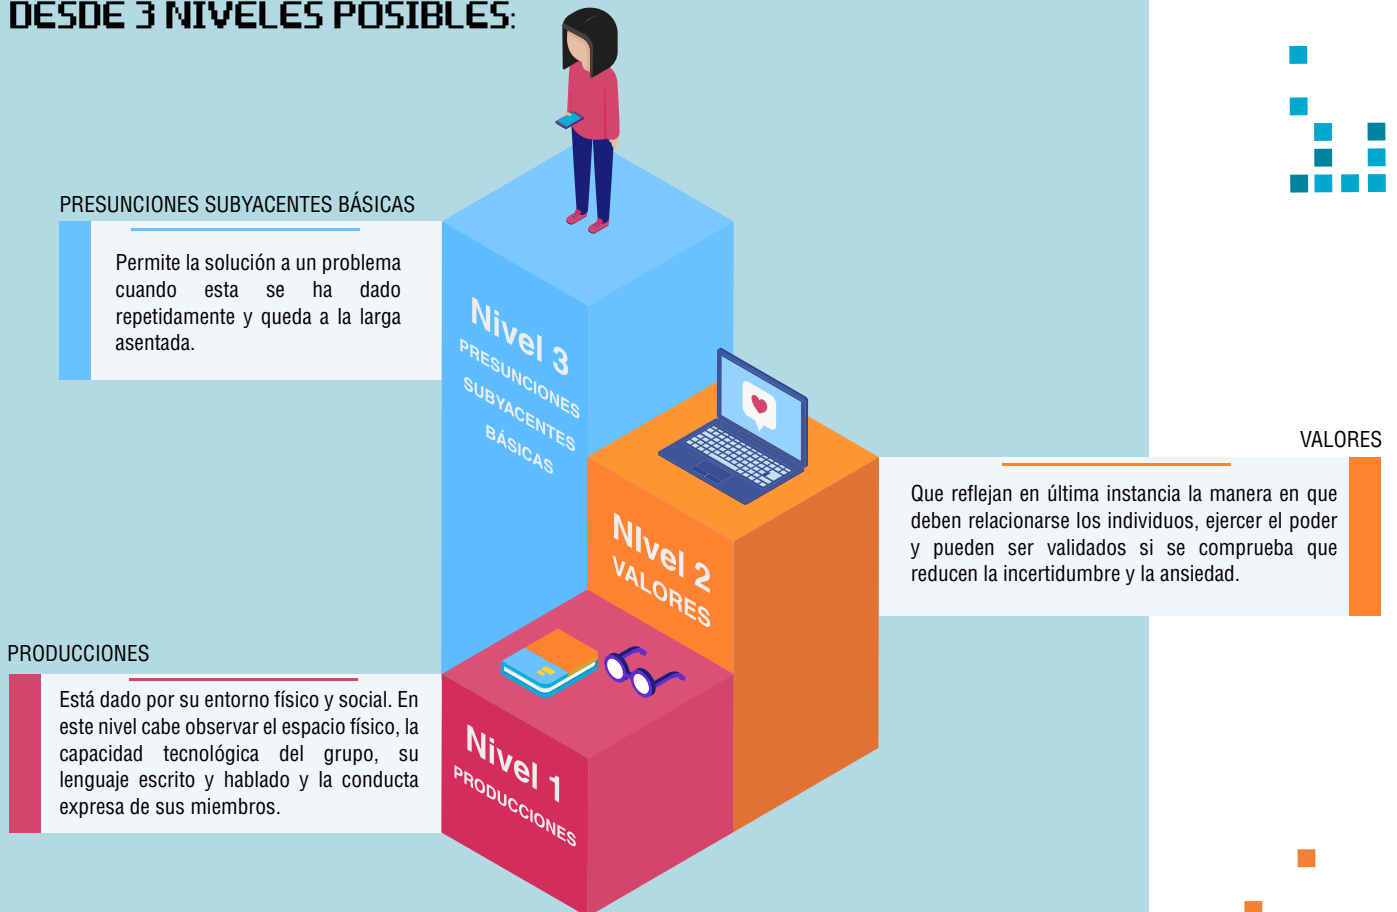 DESDE 3 NIVELES POSIBLES:
PRESUNCIONES SUBYACENTES BÁSICAS
Permite la solución a un problema
cuando esta se ha dado
repetidamente y queda a la larga
asentada.
Nivel 3
PRESUNCIONES
SUBYACENTES
BÁSICAS
VALORES
Que reflejan en última instancia la manera en que
deben relacionarse los individuos, ejercer el poder
y pueden ser validados si se comprueba que
reducen la incertidumbre y la ansiedad.
NIvel 2
VALORES
PRODUCCIONES
Está dado por su entorno físico y social. En
este nivel cabe observar el espacio físico, la
capacidad tecnológica del grupo, su
lenguaje escrito y hablado y la conducta
expresa de sus miembros.
Nivel 1
PRODUCCIONES